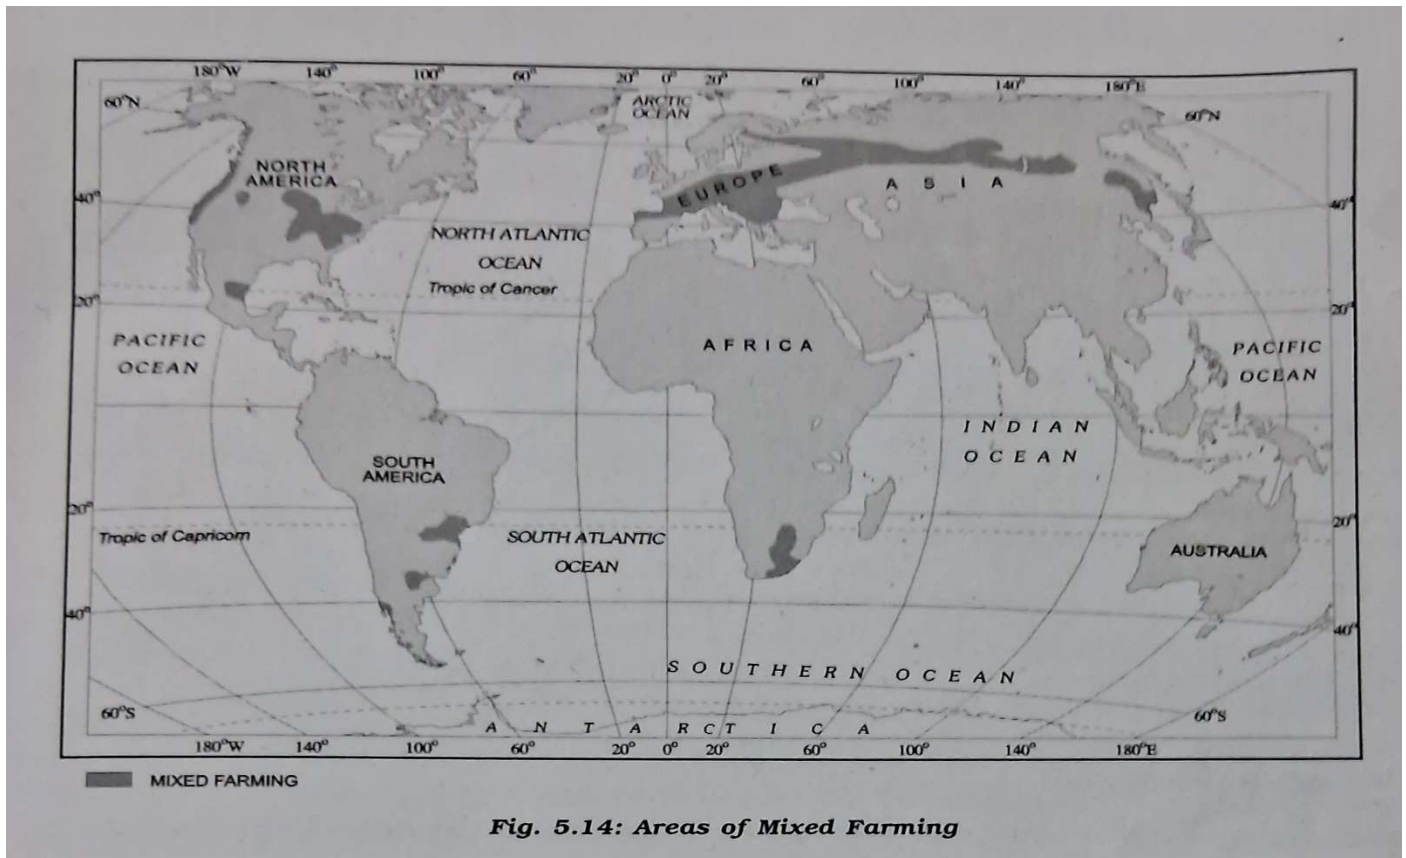 180°W 140° 100° 60° 20° 0° 20° 60° 100° 140° 180°E
60°N
ARCTIC
OCEAN
60°N
NORTH
AMERICA
EUROPE
ASIA
40°
40°
NORTH ATLANTIC
OCEAN
Tropic of Cancer
20°
20°
PACIFIC
OCEAN
AFRICA
PACIFIC
OCEAN
INDIAN
OCEAN
SOUTH
AMERICA
20°
20°
Tropic of Capricorn
SOUTH ATLANTIC
OCEAN
AUSTRALIA
40°
40°
SOUTHERN OCEAN
60°S
60°S
ANTARCTICA
180°W 140° 100° 60° 20° 0° 20° 60° 100° 140° 180°E
MIXED FARMING
Fig. 5.14: Areas of Mixed Farming